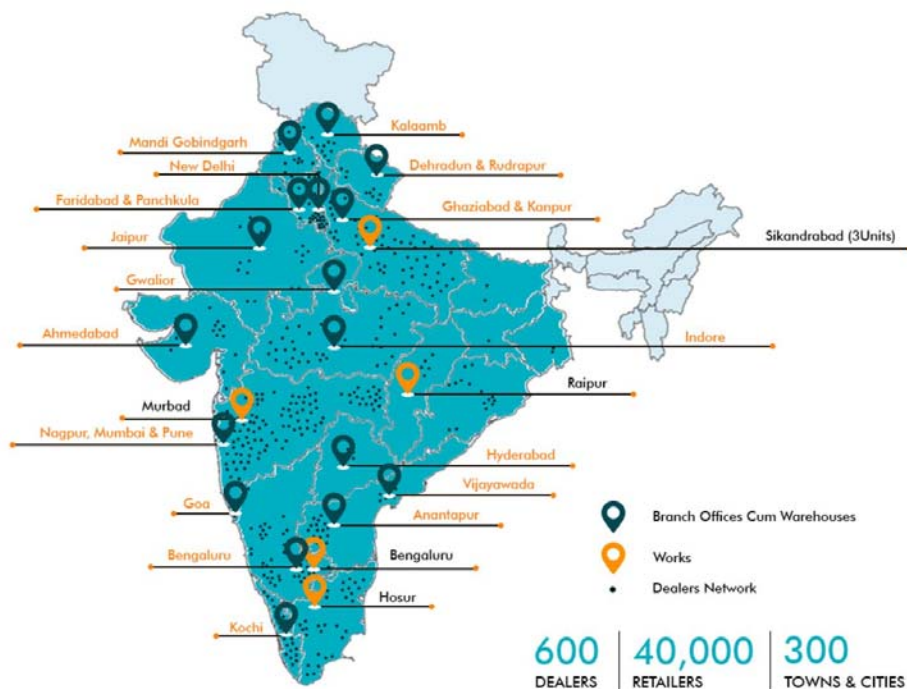 Kalaamb
Mandi Gobindgarh
New Delhi
Dehradun & Rudrapur
Faridabad & Panchkula
Ghaziabad & Kanpur
Jaipur
Sikandrabad (3Units)
Gwalior
Ahmedabad
Indore
Raipur
Murbad
Nagpur, Mumbai & Pune
Hyderabad
Vijayawada
Goa
Anantapur
Branch Offices Cum Warehouses
Bengaluru
Bengaluru
Works
Dealers Network
Hosur
Kochi
600
DEALERS
40,000
RETAILERS
300
TOWNS & CITIES